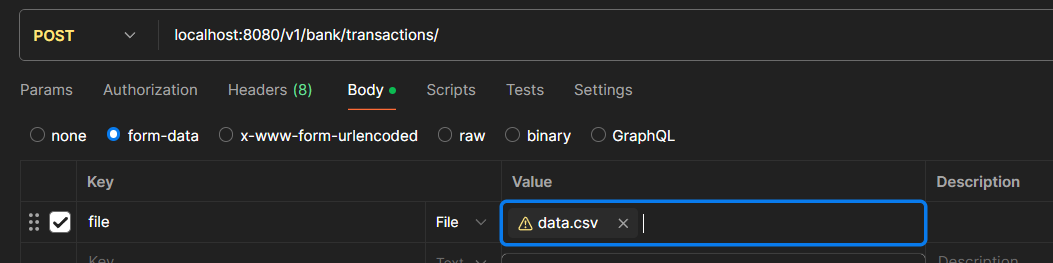 POST localhost:8080/v1/bank/transactions/
Params Authorization Headers (8) Body Scripts Tests Settings
none form-data x-www-form-urlencoded raw binary GraphQL
Key Value Description
file File data.csv
Key Text Description